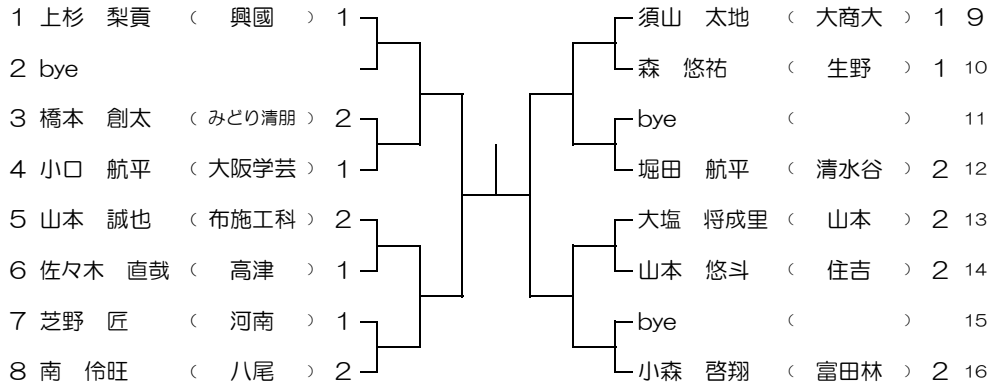 1 上杉 梨貢 （ 興國 ） 1
2 bye
3 橋本 創太 （ みどり清朋 ） 2
4 小口 航平 （ 大阪学芸 ） 1
5 山本 誠也 （ 布施工科 ） 2
6 佐々木 直哉 （ 高津 ） 1
7 芝野 匠 （ 河南 ） 1
8 南 伶旺 （ 八尾 ） 2
須山 太地 （ 大商大 ） 1 9
森 悠祐 （ 生野 ） 1 10
bye （ ） 11
堀田 航平 （ 清水谷 ） 2 12
大塩 将成里 （ 山本 ） 2 13
山本 悠斗 （ 住吉 ） 2 14
bye （ ） 15
小森 啓翔 （ 富田林 ） 2 16